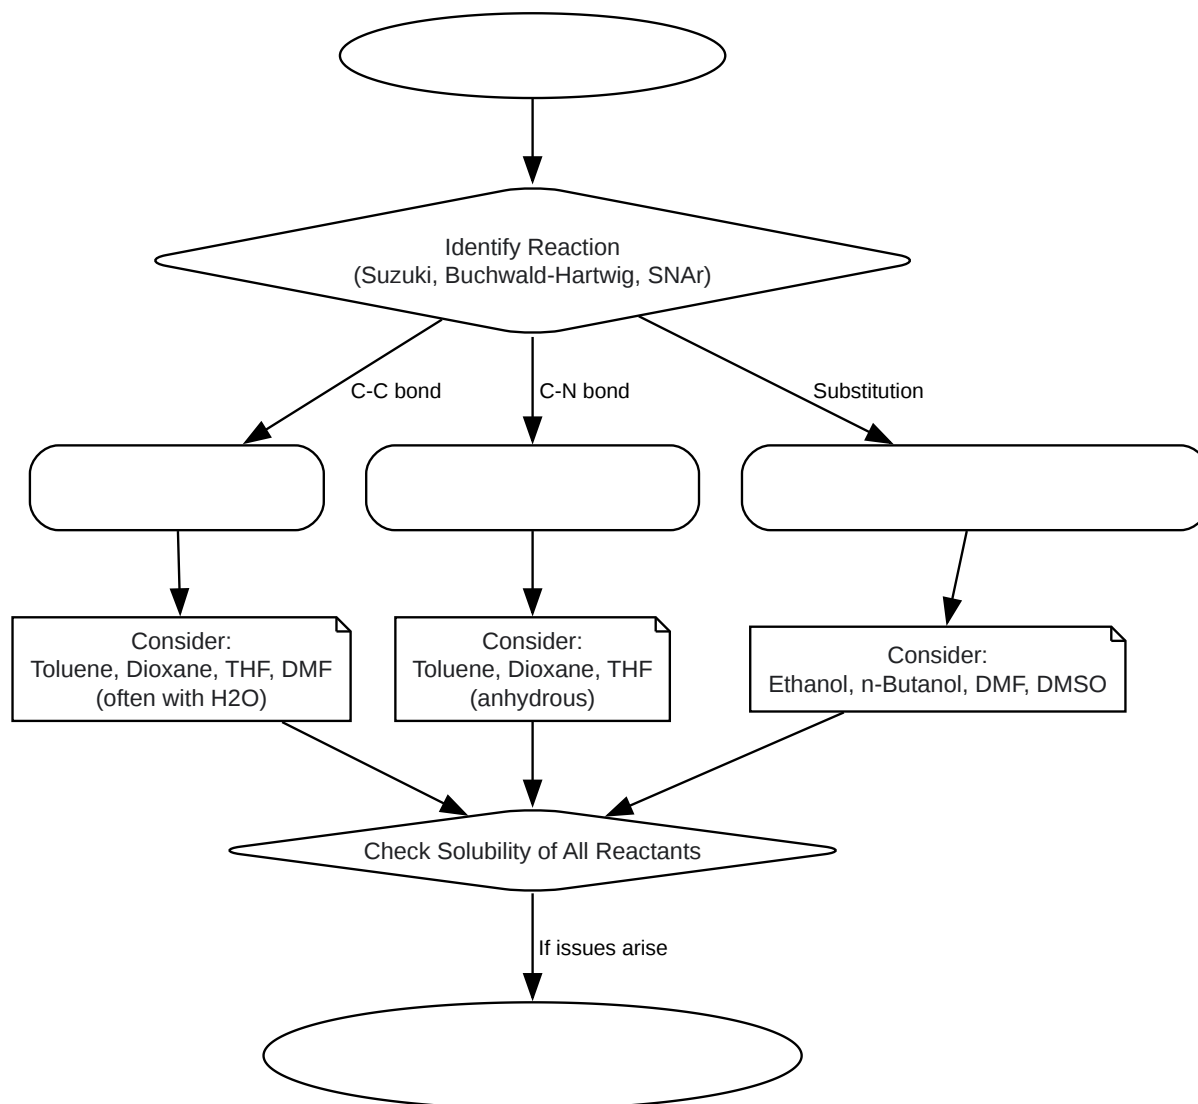 Identify Reaction
(Suzuki, Buchwald-Hartwig, SNAr)
C-C bond
C-N bond
Substitution
Consider:
Toluene, Dioxane, THF, DMF
(often with H2O)
Consider:
Toluene, Dioxane, THF
(anhydrous)
Consider:
Ethanol, n-Butanol, DMF, DMSO
Check Solubility of All Reactants
If issues arise